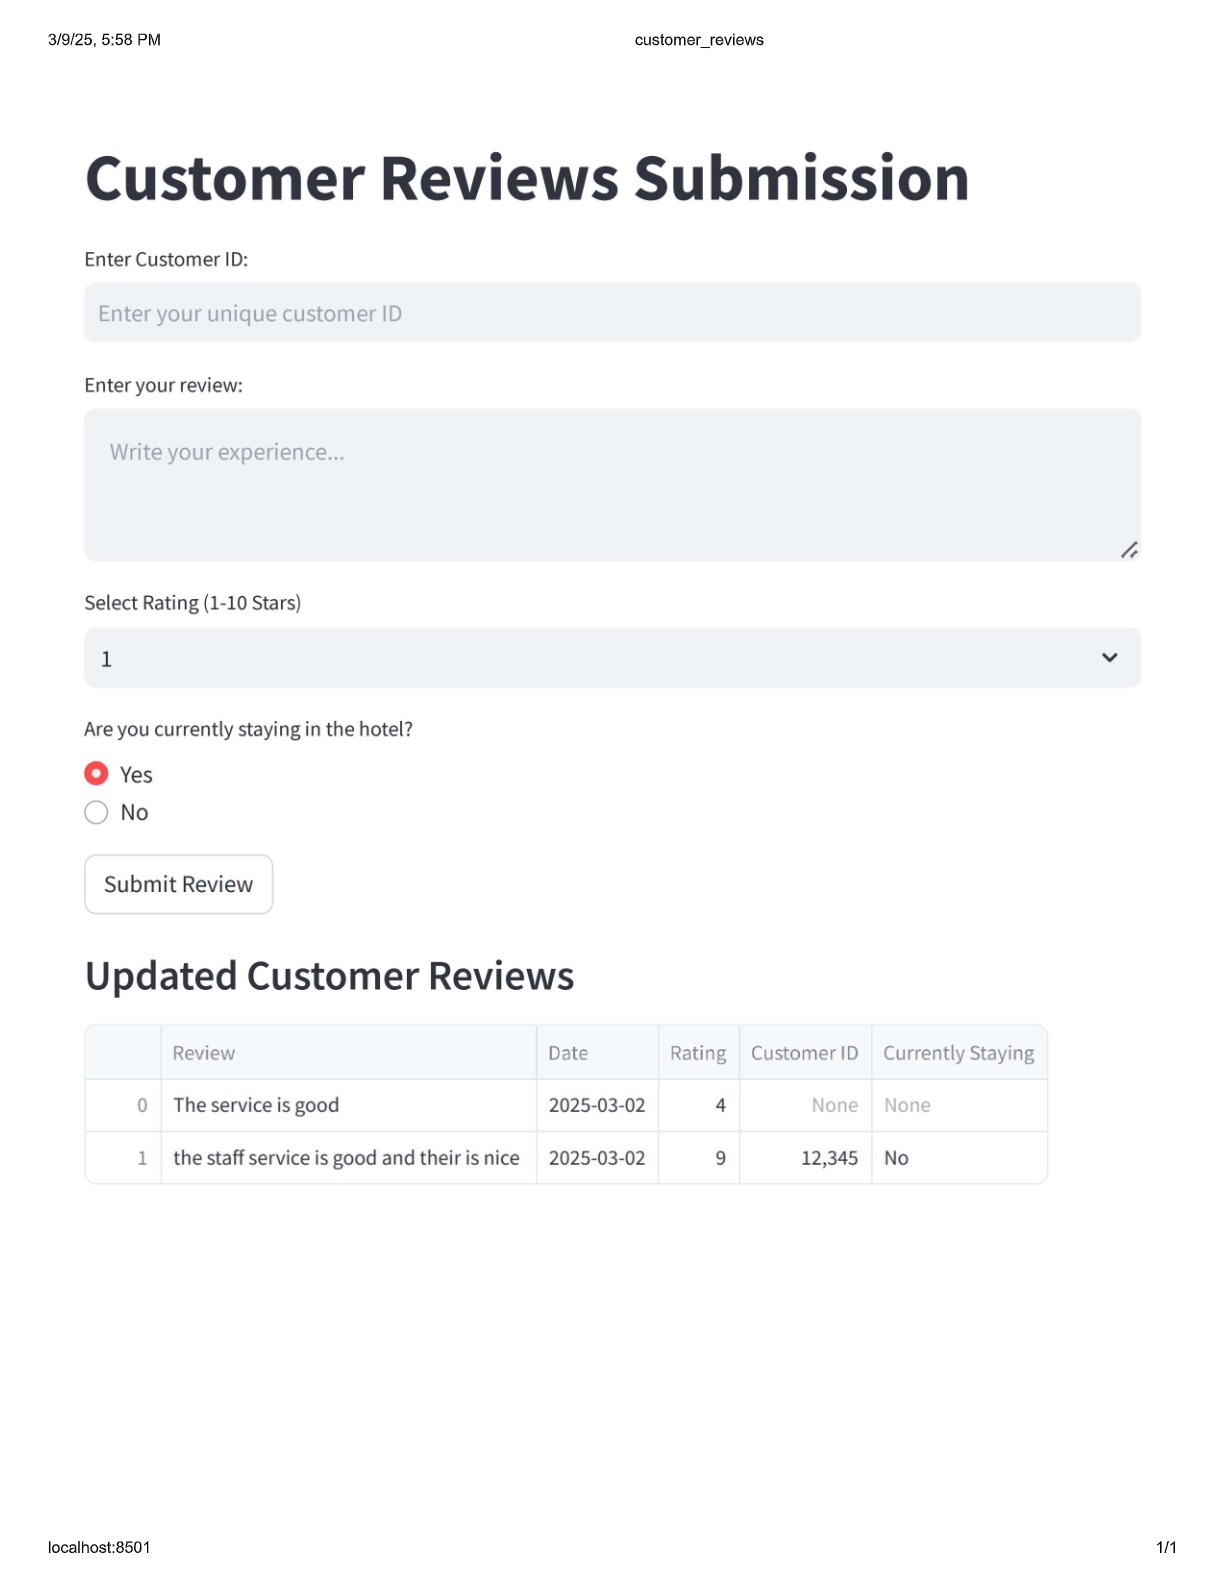 3/9/25, 5:58 PM customer_reviews
Customer Reviews Submission
Enter Customer ID:
Enter your unique customer ID
Enter your review:
Write your experience...
Select Rating (1-10 Stars)
1
Are you currently staying in the hotel?
Yes
No
Submit Review
Updated Customer Reviews
Review Date Rating Customer ID Currently Staying
0 The service is good 2025-03-02 4 None None
1 the staff service is good and their is nice 2025-03-02 9 12,345 No
localhost:8501 1/1